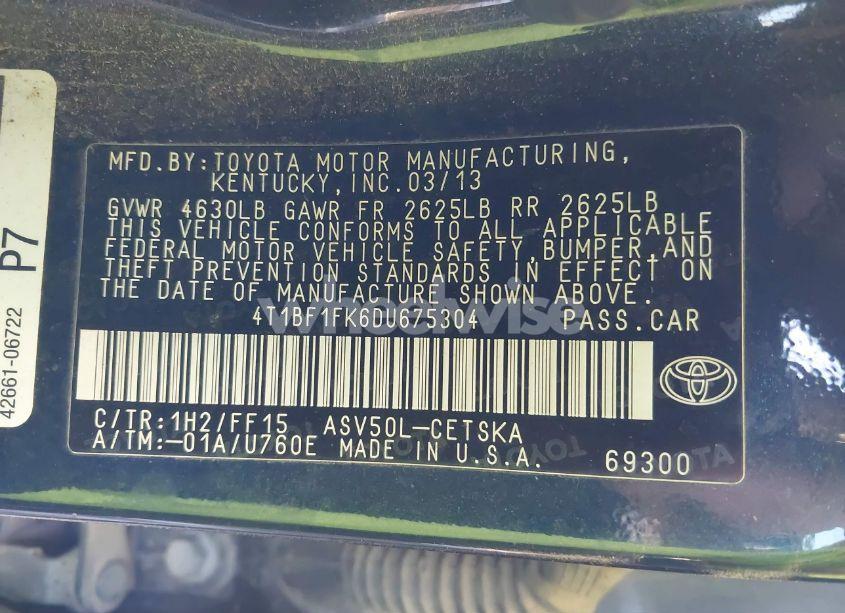 MFD.BY:TOYOTA MOTOR MANUFACTURING,
KENTUCKY,INC.03/13
GVWR 4630LB GAWR FR 2625LB RR 2625LB
THIS VEHICLE CONFORMS TO ALL APPLICABLE
FEDERAL MOTOR VEHICLE SAFETY,BUMPER,AND
THEFT PREVENTION STANDARDS IN EFFECT ON
THE DATE OF MANUFACTURE SHOWN ABOVE.
4T1BF1FK6DU675304 PASS.CAR
C/TR:1H2/FF15 ASV50L-CETSKA
A/TM:-01A/U760E MADE IN U.S.A. 69300
42661-06722
P7
wheelwise